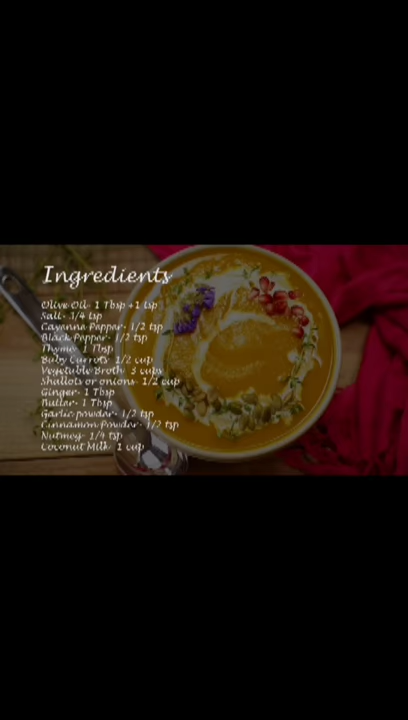 Ingredients
Olive Oil- 1 Tbsp +1 tsp
Salt- 3/4 tsp
Cayenne Pepper- 1/2 tsp
Black Pepper- 1/2 tsp
Thyme- 1 Tbsp
Baby Carrots- 1/2 cup
Vegetable Broth- 3 cups
Shallots or onions- 1/2 cup
Ginger- 1 Tbsp
Butter- 1 Tbsp
Garlic powder- 1/2 tsp
Cinnamon Powder- 1/2 tsp
Nutmeg- 1/4 tsp
Coconut Milk- 1 cup